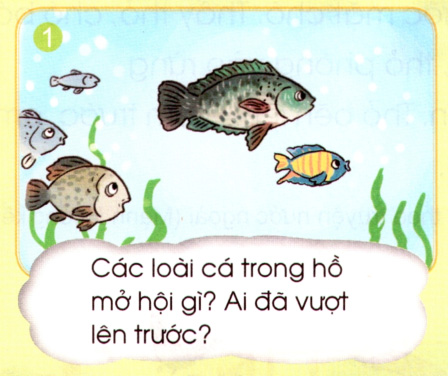 1
Các loài cá trong hồ
mở hội gì? Ai đã vượt
lên trước?